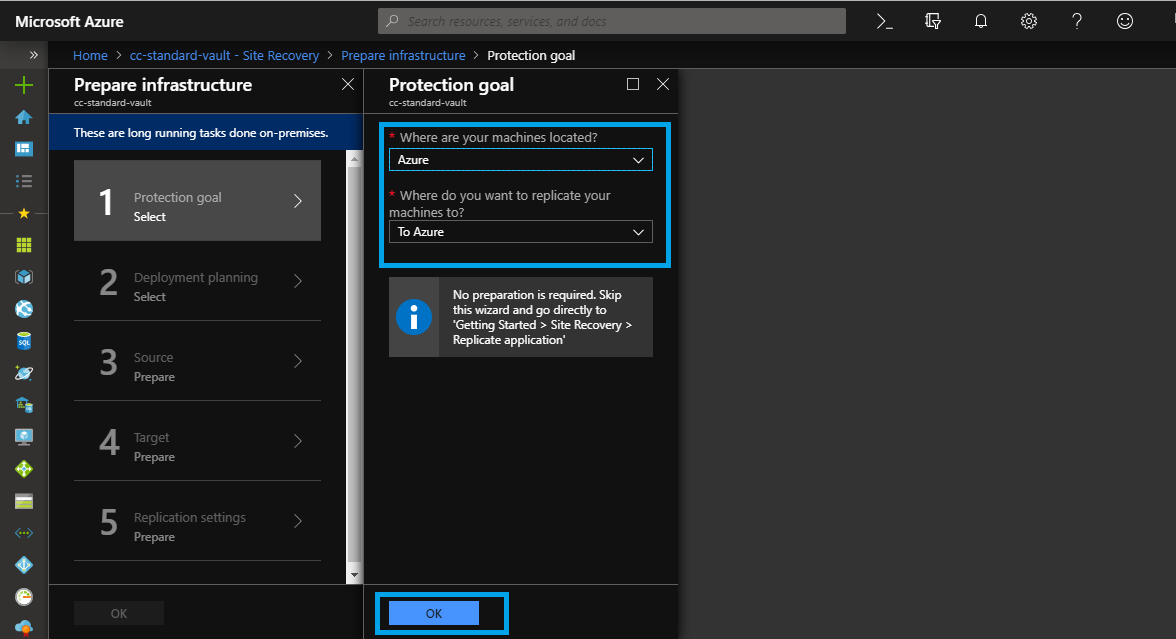 Microsoft Azure
Search resources, services, and docs
Home > cc-standard-vault - Site Recovery > Prepare infrastructure > Protection goal
Prepare infrastructure
cc-standard-vault
These are long running tasks done on-premises.
1
Protection goal
Select
2
Deployment planning
Select
3
Source
Prepare
4
Target
Prepare
5
Replication settings
Prepare
OK
Protection goal
cc-standard-vault
* Where are your machines located?
Azure
* Where do you want to replicate your
machines to?
To Azure
No preparation is required. Skip
this wizard and go directly to
'Getting Started > Site Recovery >
Replicate application'
OK
SQL